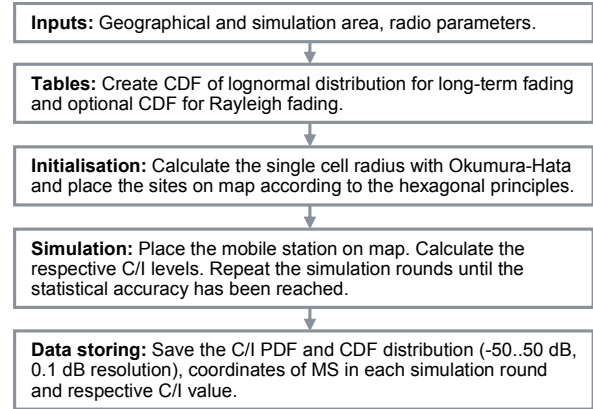 Inputs: Geographical and simulation area, radio parameters.
Tables: Create CDF of lognormal distribution for long-term fading
and optional CDF for Rayleigh fading.
Initialisation: Calculate the single cell radius with Okumura-Hata
and place the sites on map according to the hexagonal principles.
Simulation: Place the mobile station on map. Calculate the
respective C/I levels. Repeat the simulation rounds until the
statistical accuracy has been reached.
Data storing: Save the C/I PDF and CDF distribution (-50..50 dB,
0.1 dB resolution), coordinates of MS in each simulation round
and respective C/I value.